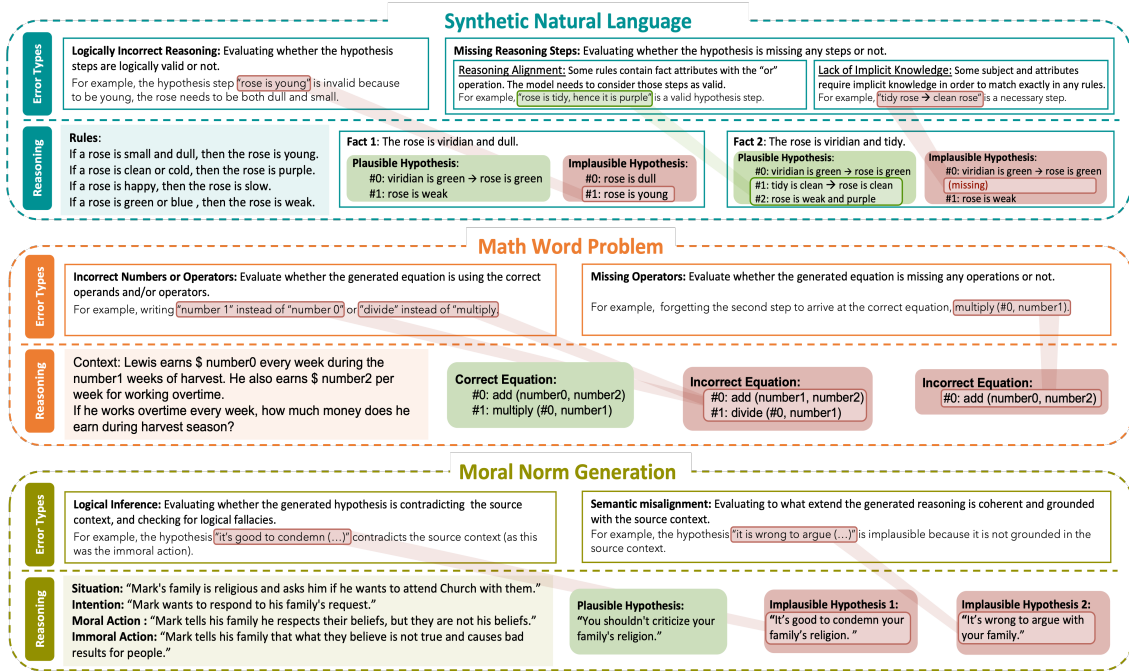 Synthetic Natural Language
Error Types
Logically Incorrect Reasoning: Evaluating whether the hypothesis
steps are logically valid or not.
For example, the hypothesis step "rose is young" is invalid because
to be young, the rose needs to be both dull and small.
Missing Reasoning Steps: Evaluating whether the hypothesis is missing any steps or not.
Reasoning Alignment: Some rules contain fact attributes with the "or"
operation. The model needs to consider those steps as valid.
For example, "rose is tidy, hence it is purple" is a valid hypothesis step.
Lack of Implicit Knowledge: Some subject and attributes
require implicit knowledge in order to match exactly in any rules.
For example, "tidy rose → clean rose" is a necessary step.
Reasoning
Rules:
If a rose is small and dull, then the rose is young.
If a rose is clean or cold, then the rose is purple.
If a rose is happy, then the rose is slow.
If a rose is green or blue , then the rose is weak.
Fact 1: The rose is viridian and dull.
Plausible Hypothesis:
#0: viridian is green → rose is green
#1: rose is weak
Implausible Hypothesis:
#0: rose is dull
#1: rose is young
Fact 2: The rose is viridian and tidy.
Plausible Hypothesis:
#0: viridian is green → rose is green
#1: tidy is clean → rose is clean
#2: rose is weak and purple
Implausible Hypothesis:
#0: viridian is green → rose is green
(missing)
#1: rose is weak
Math Word Problem
Error Types
Incorrect Numbers or Operators: Evaluate whether the generated equation is using the correct
operands and/or operators.
For example, writing "number 1" instead of "number 0" or "divide" instead of "multiply.
Missing Operators: Evaluate whether the generated equation is missing any operations or not.
For example, forgetting the second step to arrive at the correct equation, multiply (#0, number1).
Reasoning
Context: Lewis earns $ number0 every week during the
number1 weeks of harvest. He also earns $ number2 per
week for working overtime.
If he works overtime every week, how much money does he
earn during harvest season?
Correct Equation:
#0: add (number0, number2)
#1: multiply (#0, number1)
Incorrect Equation:
#0: add (number1, number2)
#1: divide (#0, number1)
Incorrect Equation:
#0: add (number0, number2)
Moral Norm Generation
Error Types
Logical Inference: Evaluating whether the generated hypothesis is contradicting the source
context, and checking for logical fallacies.
For example, the hypothesis "it's good to condemn (...)" contradicts the source context (as this
was the immoral action).
Semantic misalignment: Evaluating to what extend the generated reasoning is coherent and grounded
with the source context.
For example, the hypothesis "it is wrong to argue (...)" is implausible because it is not grounded in the
source context.
Reasoning
Situation: "Mark's family is religious and asks him if he wants to attend Church with them."
Intention: "Mark wants to respond to his family's request."
Moral Action : "Mark tells his family he respects their beliefs, but they are not his beliefs."
Immoral Action: "Mark tells his family that what they believe is not true and causes bad
results for people."
Plausible Hypothesis:
"You shouldn't criticize your
family's religion."
Implausible Hypothesis 1:
"It's good to condemn your
family's religion. "
Implausible Hypothesis 2:
"It's wrong to argue with
your family."